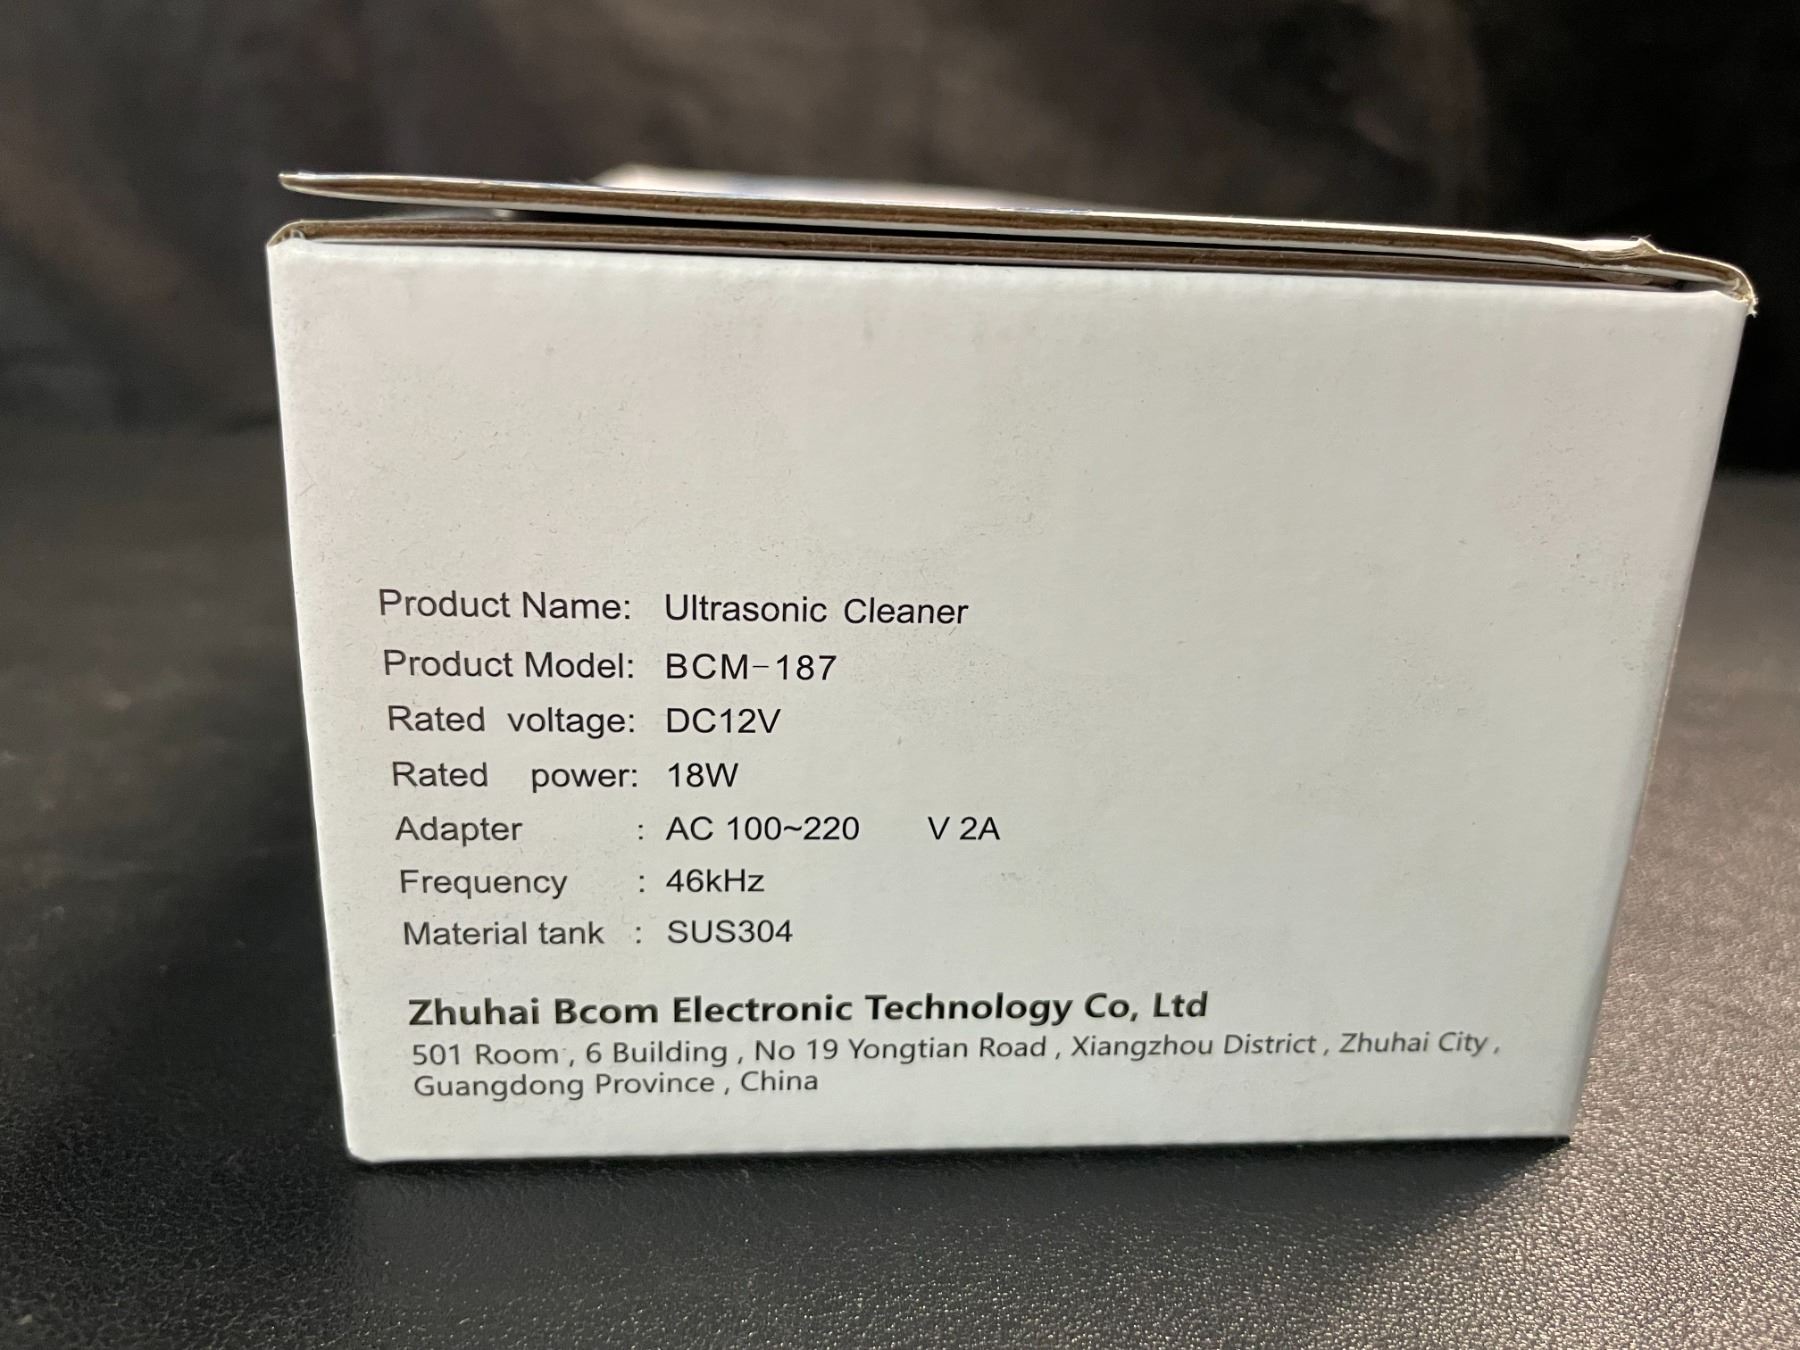 Product Name: Ultrasonic Cleaner
Product Model: BCM-187
Rated voltage: DC12V
Rated power: 18W
Adapter : AC 100~220 V 2A
Frequency : 46kHz
Material tank : SUS304
Zhuhai Bcom Electronic Technology Co, Ltd
501 Room , 6 Building , No 19 Yongtian Road , Xiangzhou District , Zhuhai City ,
Guangdong Province , China